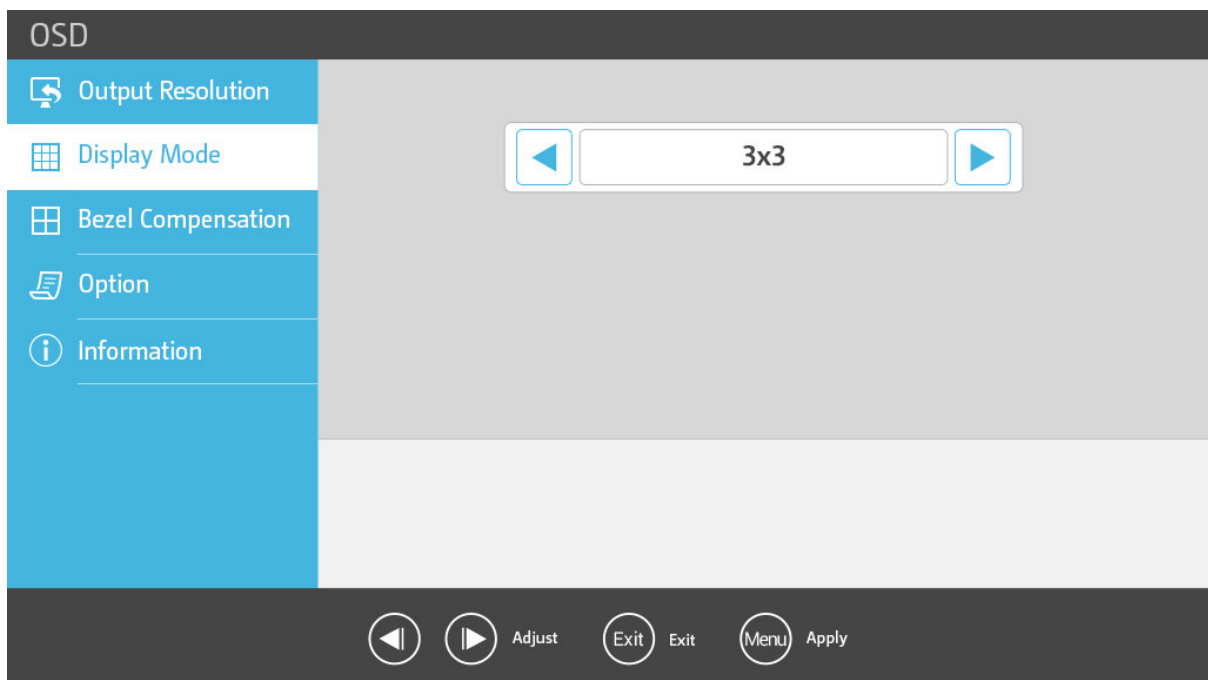 OSD
Output Resolution
Display Mode
Bezel Compensation
Option
Information
3x3
Adjust Exit Exit Menu Apply